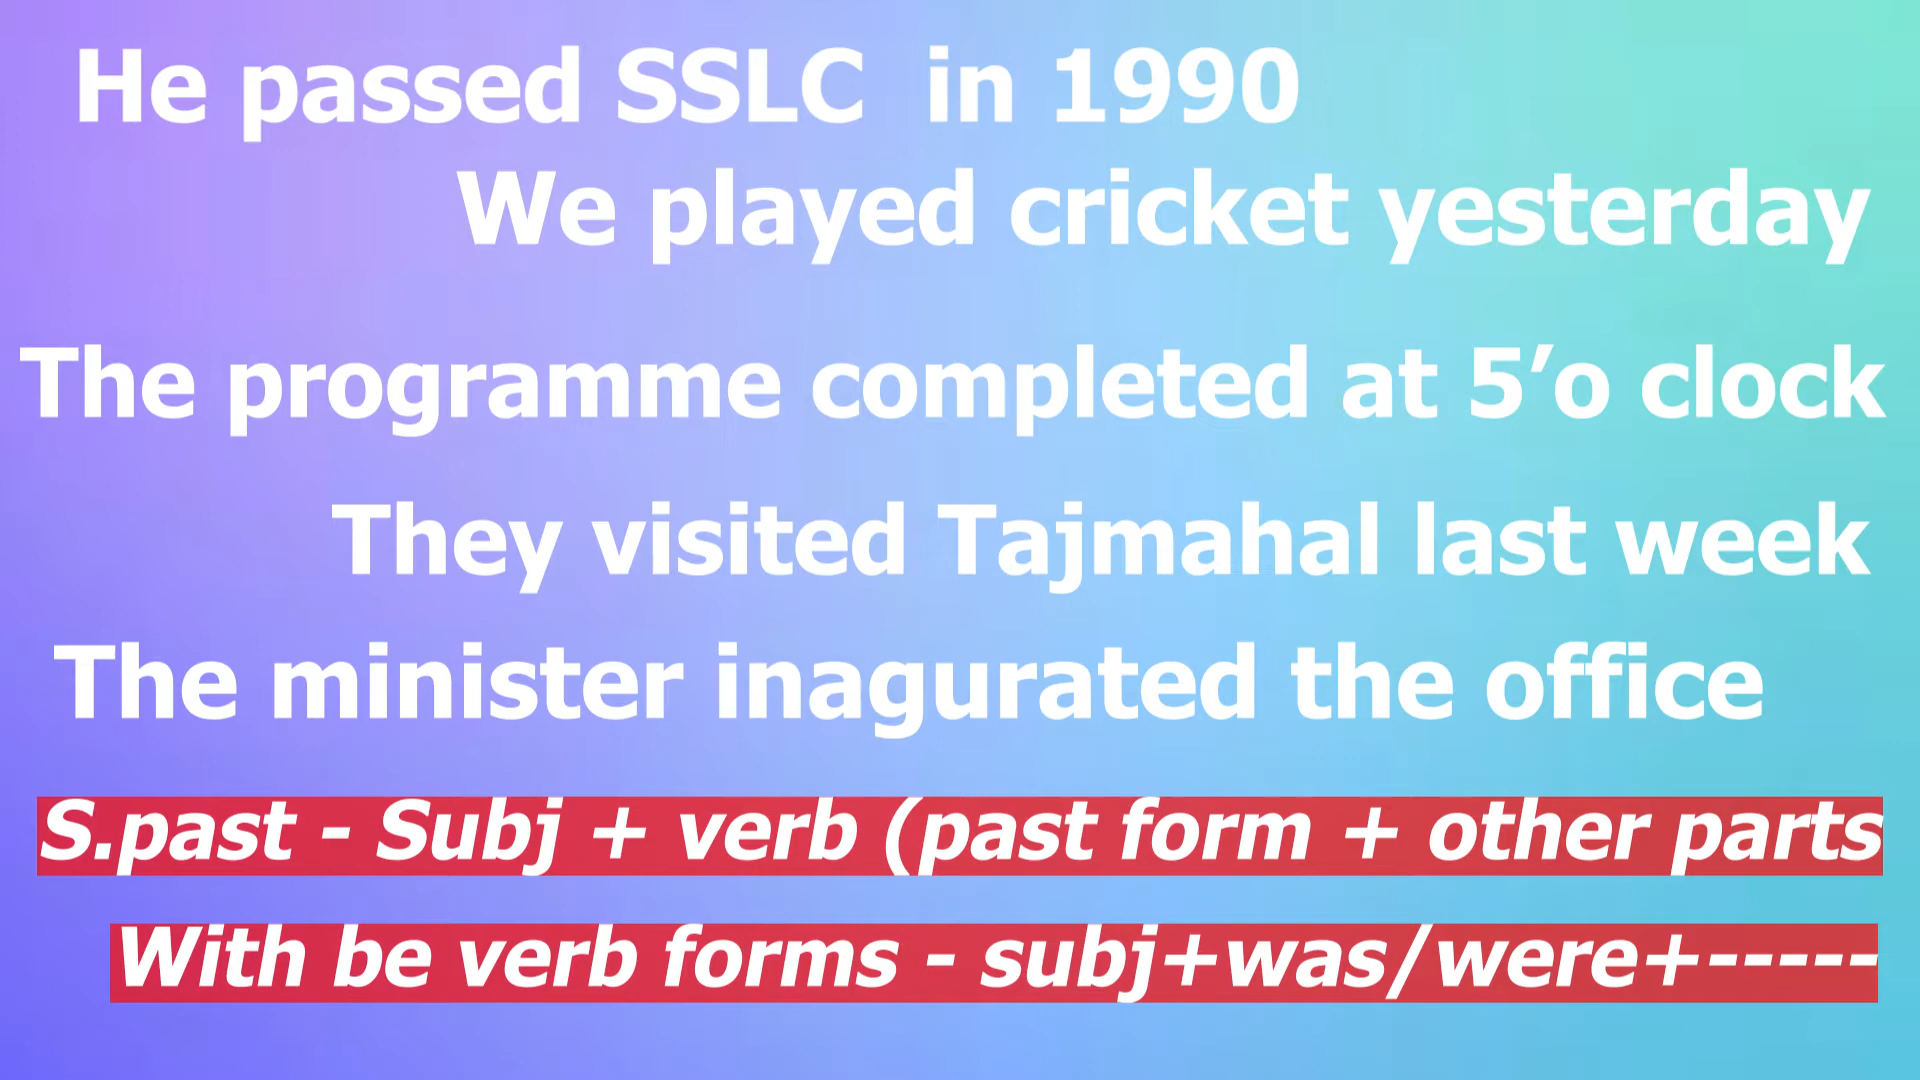 He passed SSLC in 1990
We played cricket yesterday
The programme completed at 5’o clock
They visited Tajmahal last week
The minister inagurated the office
S.past - Subj + verb (past form + other parts
With be verb forms - subj+was/were+-----